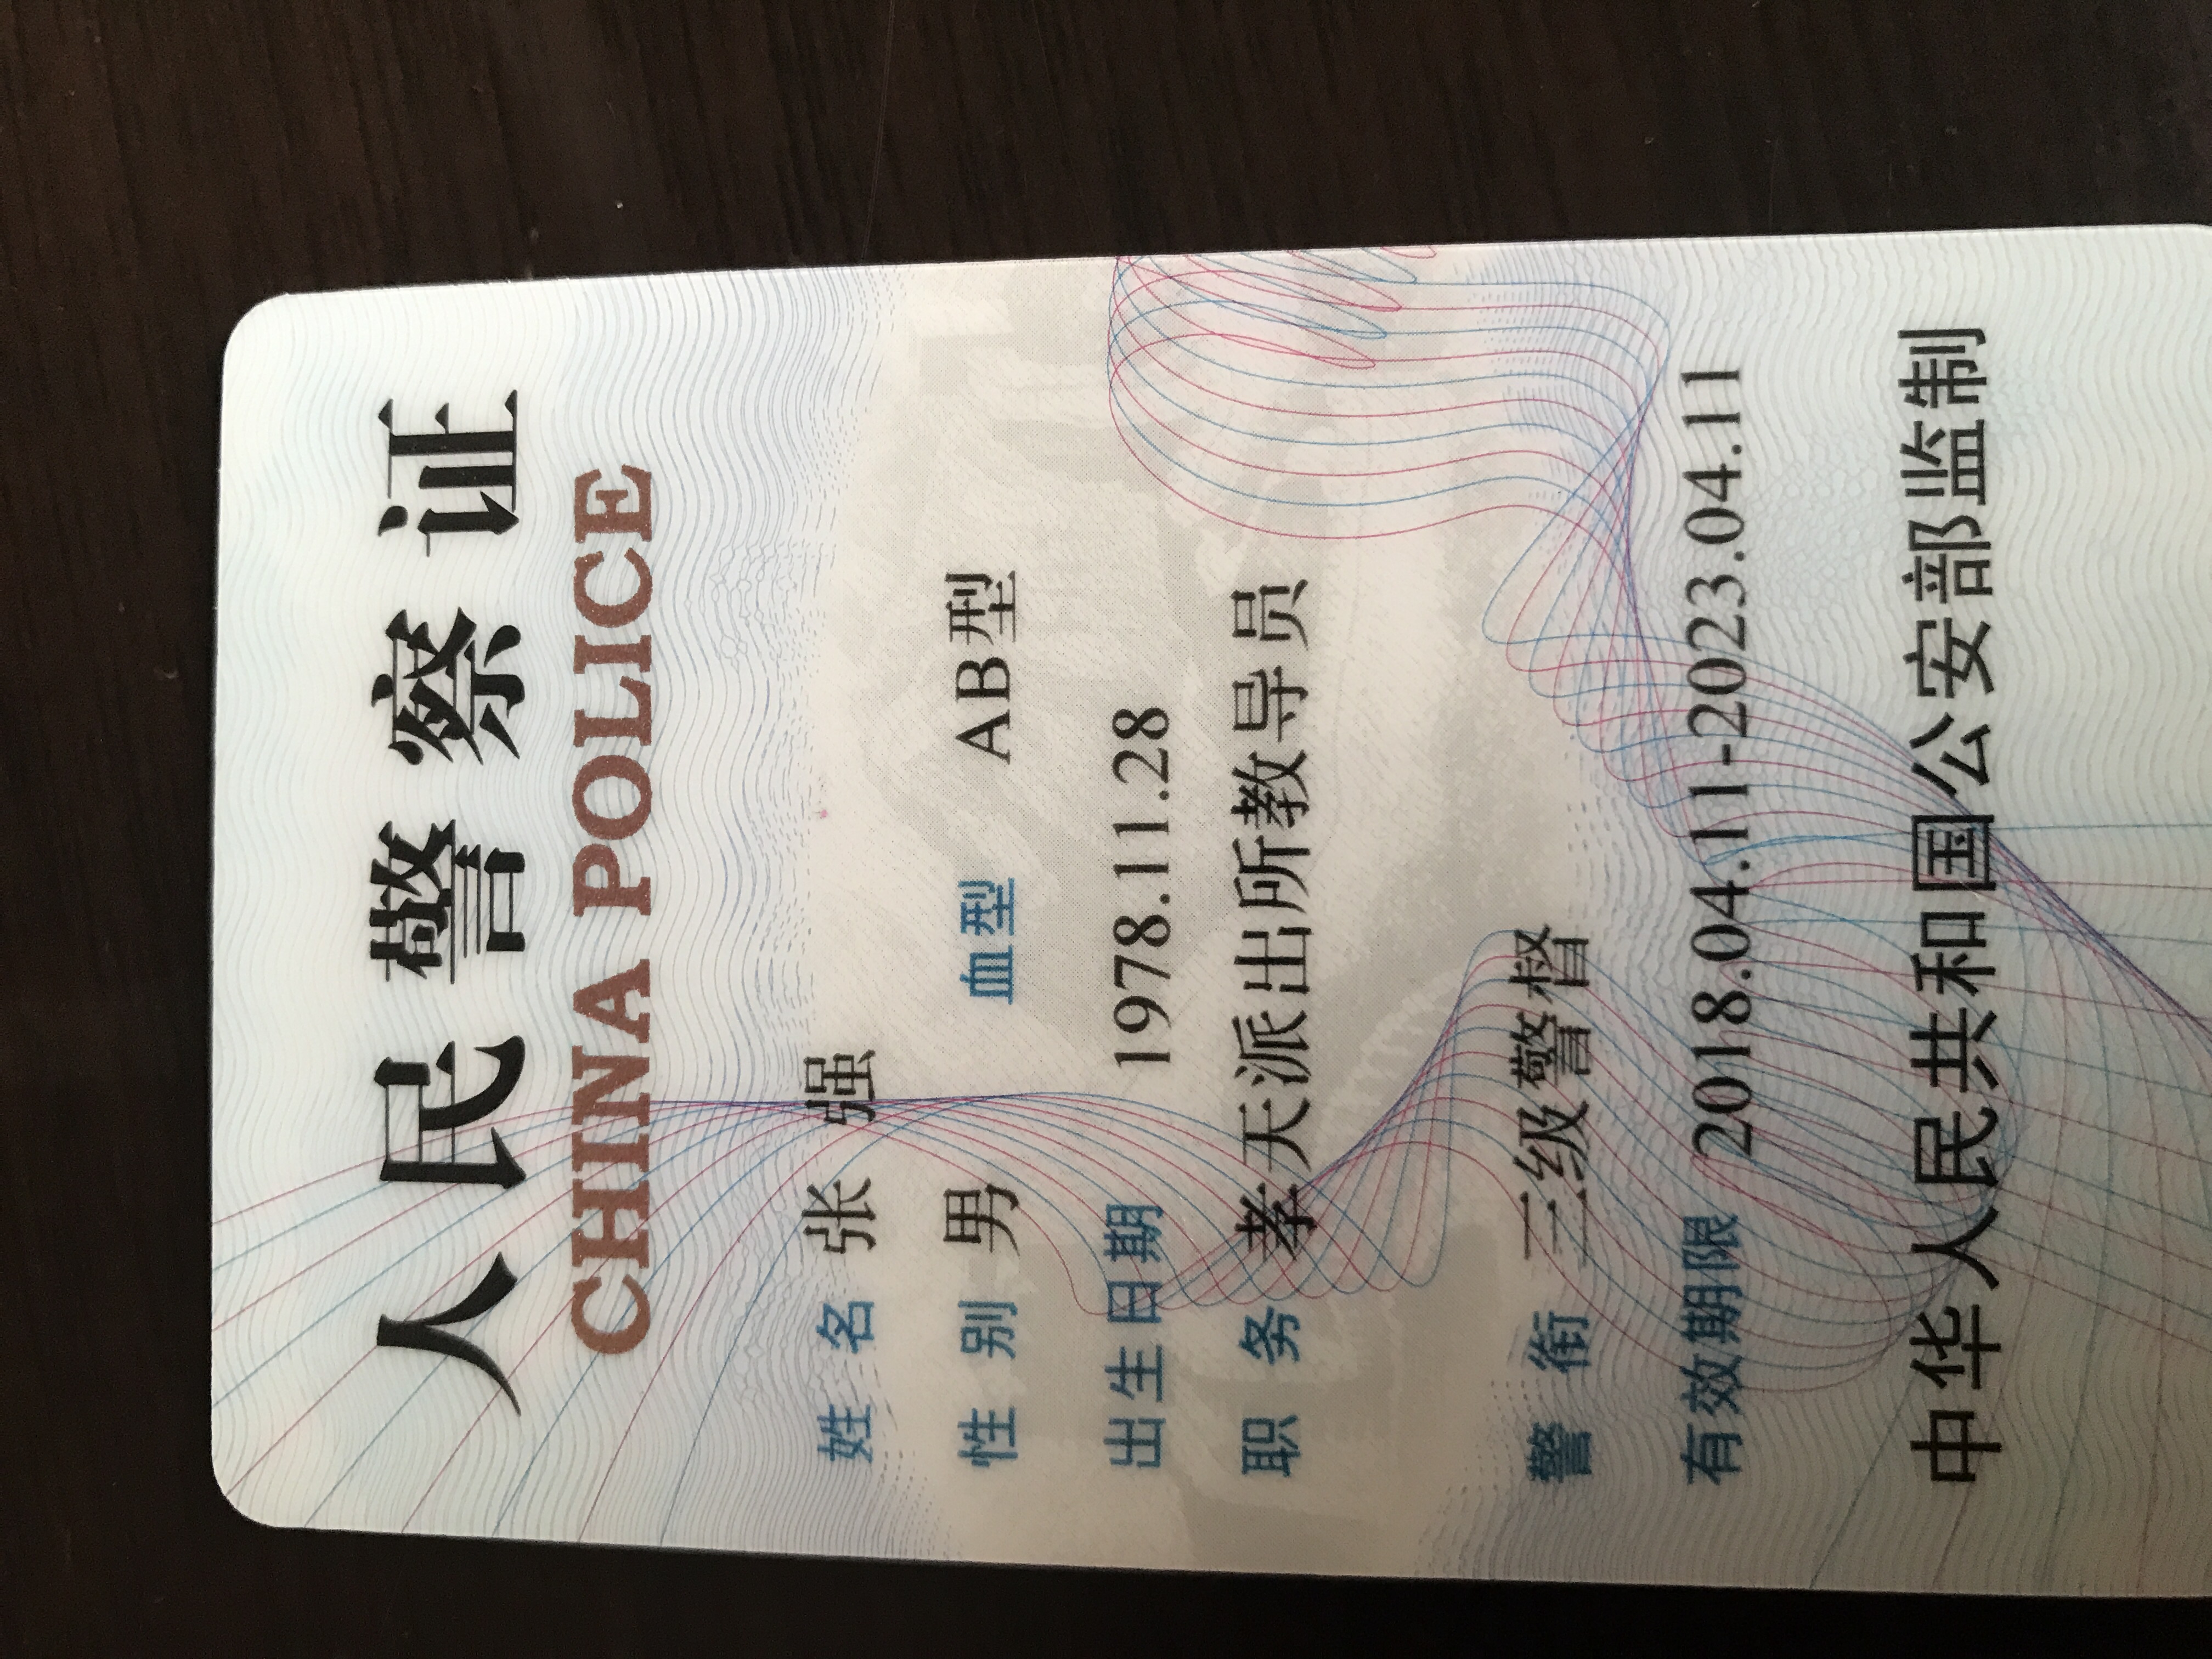 人民警察证
CHINA POLICE
姓名 张强
性别 男 血型 AB型
出生日期 1978.11.28
职务 孝天派出所教导员
警衔 三级警督
有效期限 2018.04.11-2023.04.11
中华人民共和国公安部监制